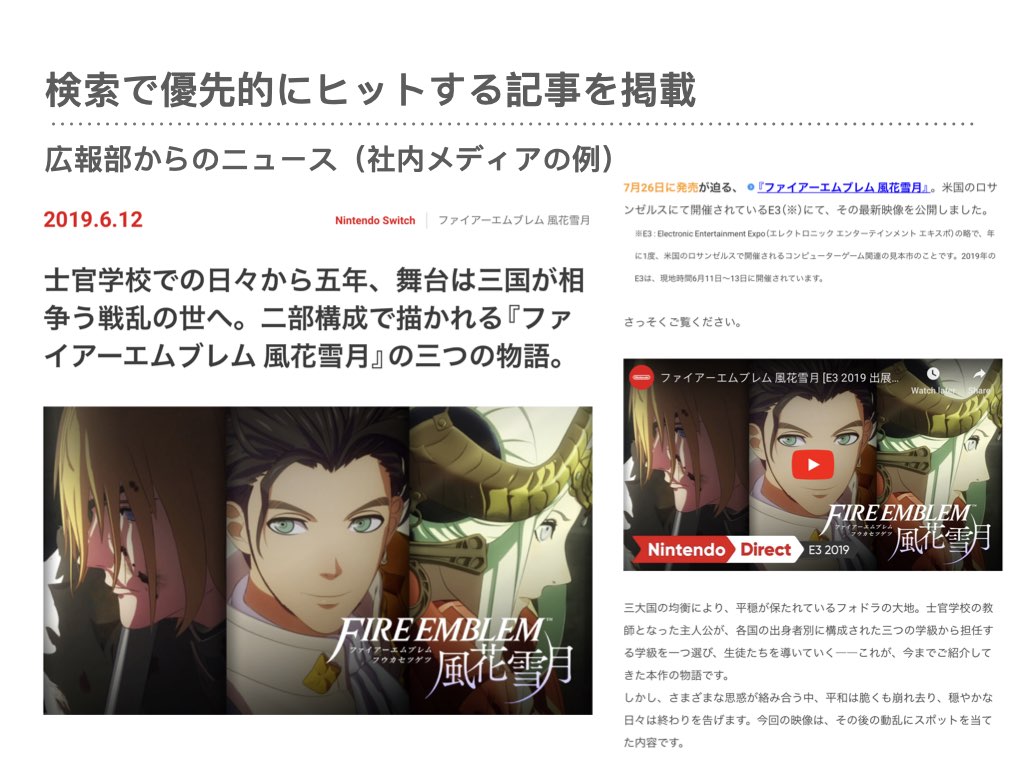 検索で優先的にヒットする記事を掲載
広報部からのニュース（社内メディアの例）
2019.6.12
Nintendo Switch
ファイアーエムブレム 風花雪月
士官学校での日々から五年、舞台は三国が相
争う戦乱の世へ。二部構成で描かれる『ファ
イアーエムブレム 風花雪月』の三つの物語。
FIRE EMBLEM™
ファイアーエムブレム
フウカセツゲツ
風花雪月
7月26日に発売が迫る、『ファイアーエムブレム 風花雪月』。米国のロサ
ンゼルスにて開催されているE3（※）にて、その最新映像を公開しました。
※E3 : Electronic Entertainment Expo（エレクトロニック エンターテインメント エキスポ）の略で、年
に1度、米国のロサンゼルスで開催されるコンピューターゲーム関連の見本市のことです。2019年の
E3は、現地時間6月11日～13日に開催されています。
さっそくご覧ください。
Nintendo
ファイアーエムブレム 風花雪月 [E3 2019 出展...
Watch later
Share
FIRE EMBLEM™
ファイアーエムブレム
フウカセツゲツ
風花雪月
Nintendo Direct E3 2019
三大国の均衡により、平穏が保たれているフォドラの大地。士官学校の教
師となった主人公が、各国の出身者別に構成された三つの学級から担任す
る学級を一つ選び、生徒たちを導いていく――これが、今までご紹介して
きた本作の物語です。
しかし、さまざまな思惑が絡み合う中、平和は脆くも崩れ去り、穏やかな
日々は終わりを告げます。今回の映像は、その後の動乱にスポットを当て
た内容です。